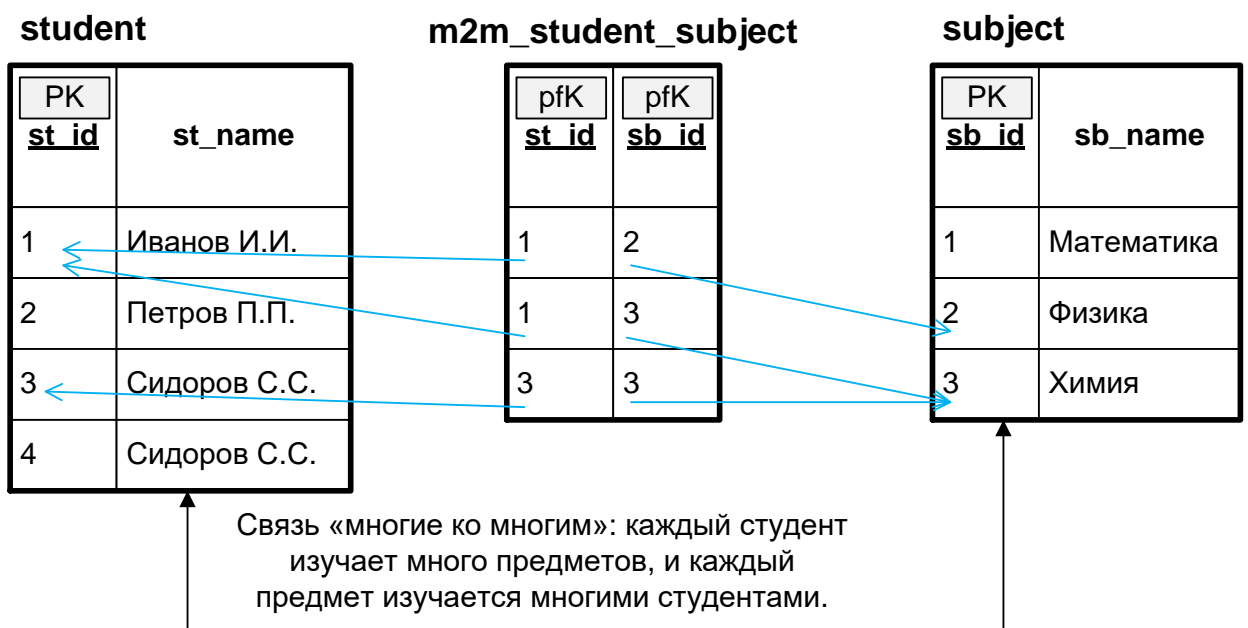 student m2m_student_subject subject
PK pfK pfK PK
st_id st_name st_id sb_id sb_id sb_name
1 Иванов И.И. 1 2 1 Математика
2 Петров П.П. 1 3 2 Физика
3 Сидоров С.С. 3 3 3 Химия
4 Сидоров С.С.
Связь «многие ко многим»: каждый студент
изучает много предметов, и каждый
предмет изучается многими студентами.